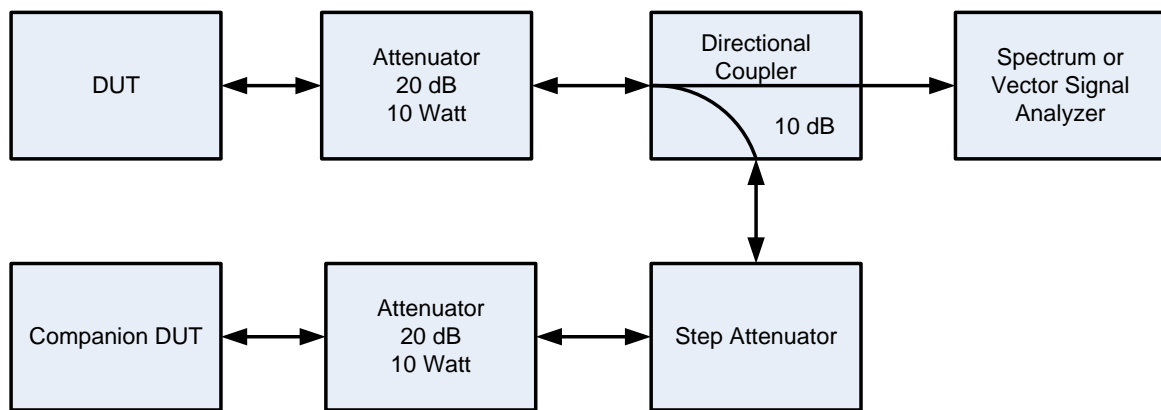 DUT
Attenuator
20 dB
10 Watt
Directional
Coupler
10 dB
Spectrum or
Vector Signal
Analyzer
Companion DUT
Attenuator
20 dB
10 Watt
Step Attenuator